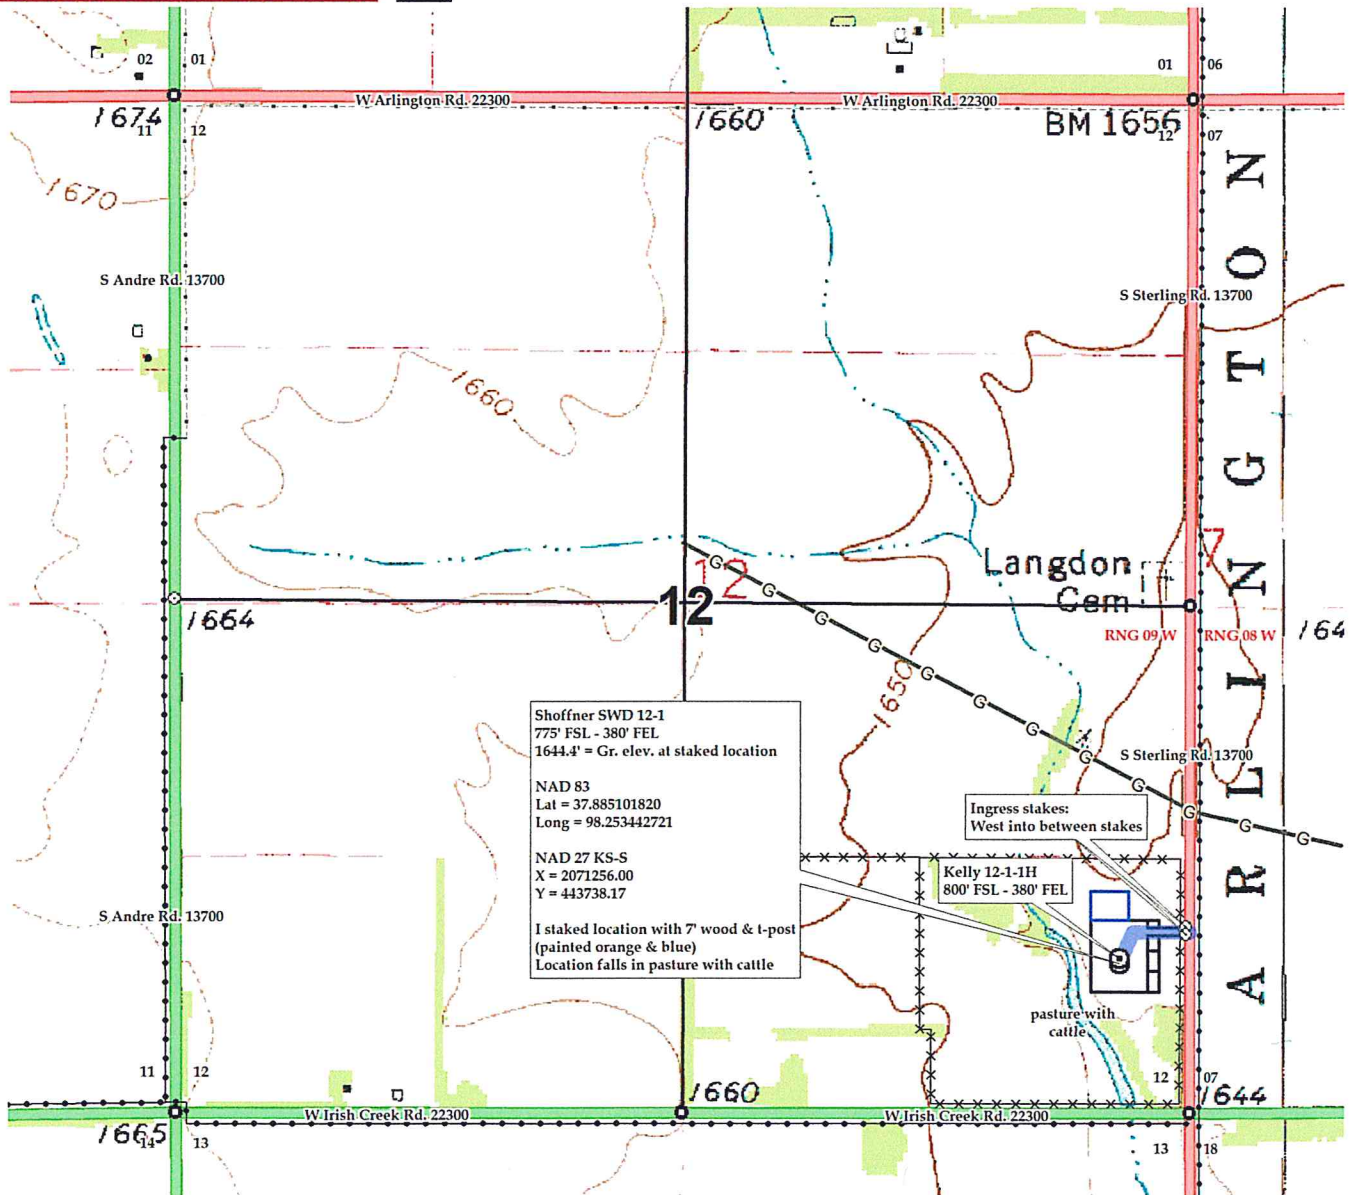 02 01
01 06
W Arlington Rd. 22300
W Arlington Rd. 22300
1674
11 12
1660
BM 1656
12 07
1670
S Andre Rd. 13700
S Sterling Rd. 13700
ARLINGTON
1660
7
Langdon
Cem
12
12
1664
RNG 09 W RNG 08 W
164
1650
Shoffner SWD 12-1
775' FSL - 380' FEL
1644.4' = Gr. elev. at staked location
NAD 83
Lat = 37.885101820
Long = 98.253442721
NAD 27 KS-S
X = 2071256.00
Y = 443738.17
I staked location with 7' wood & t-post
(painted orange & blue)
Location falls in pasture with cattle
G G G G G G G G G G G G
S Sterling Rd. 13700
Ingress stakes:
West into between stakes
Kelly 12-1-1H
800' FSL - 380' FEL
S Andre Rd. 13700
pasture with
cattle
11 12
12 07
1660
1644
W Irish Creek Rd. 22300
W Irish Creek Rd. 22300
1665
14 13
13 18